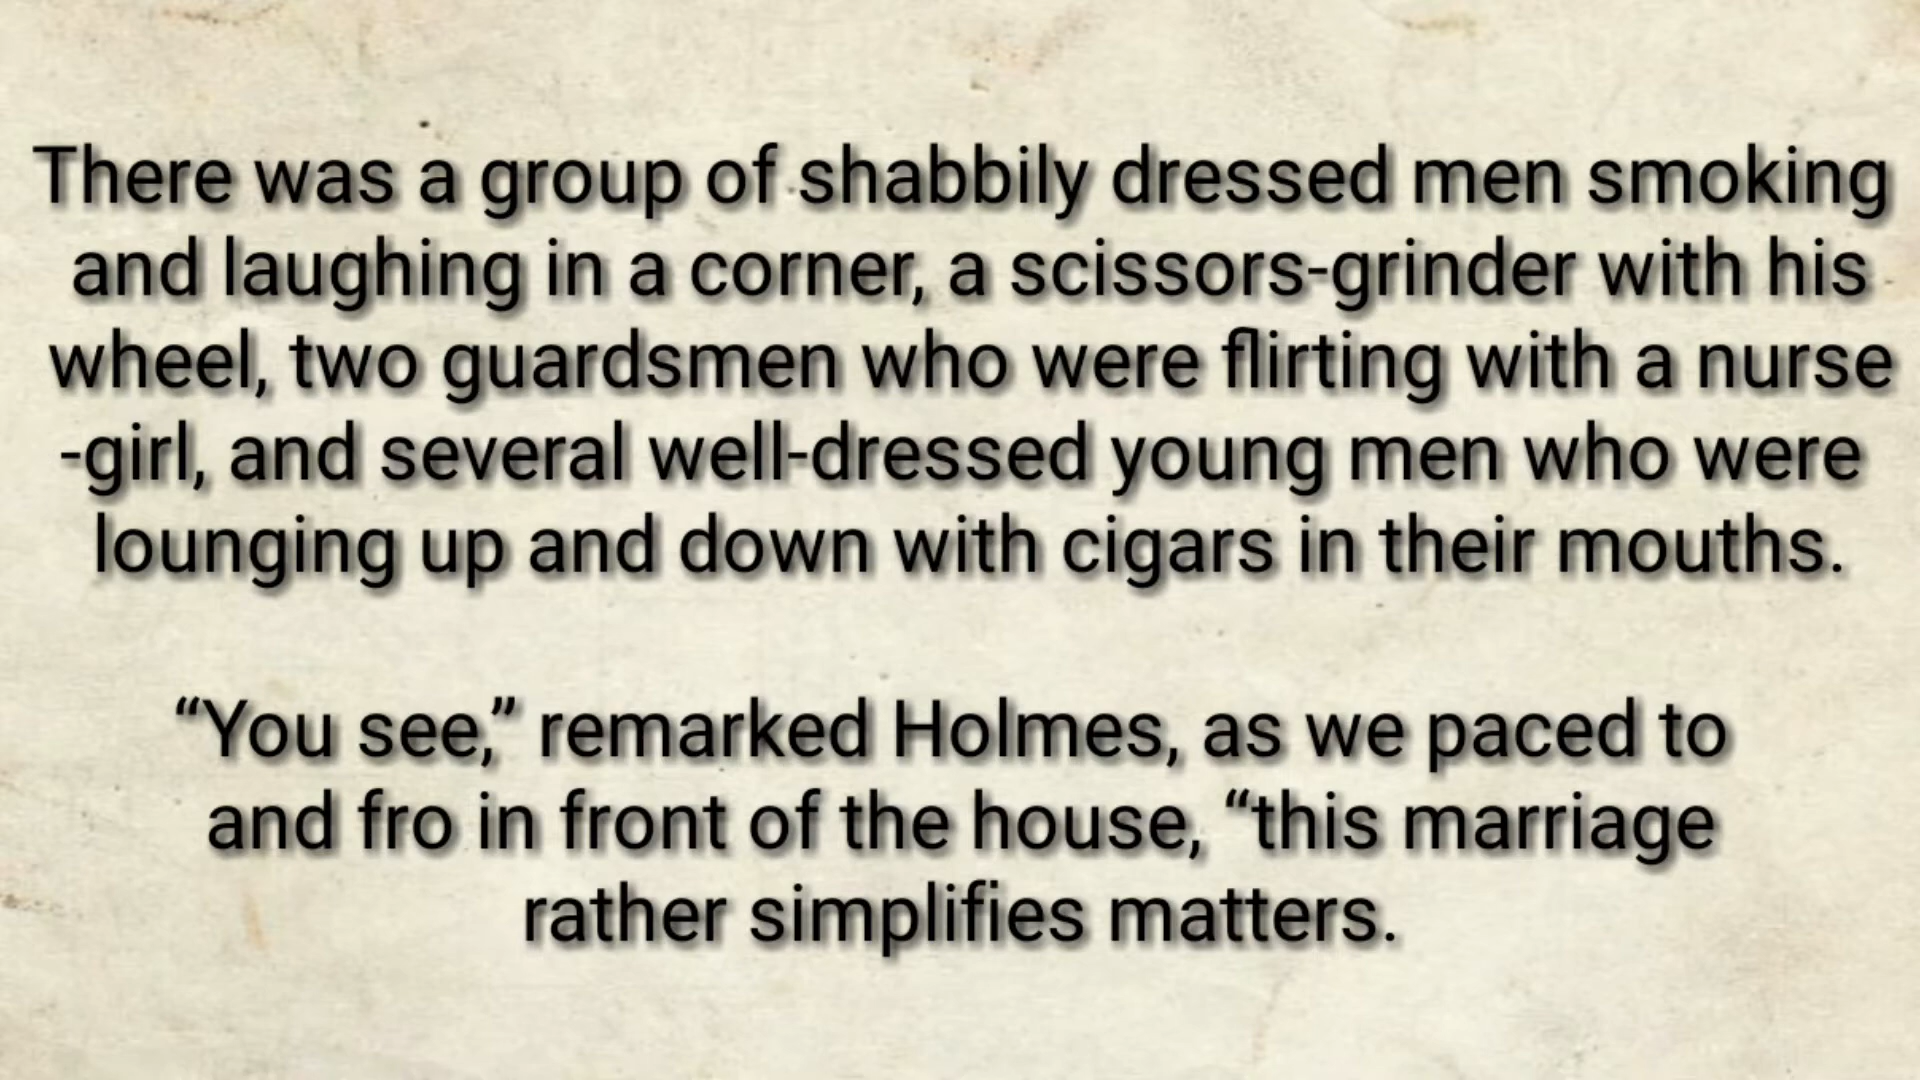 There was a group of shabbily dressed men smoking
and laughing in a corner, a scissors-grinder with his
wheel, two guardsmen who were flirting with a nurse
-girl, and several well-dressed young men who were
lounging up and down with cigars in their mouths.
“You see,” remarked Holmes, as we paced to
and fro in front of the house, “this marriage
rather simplifies matters.